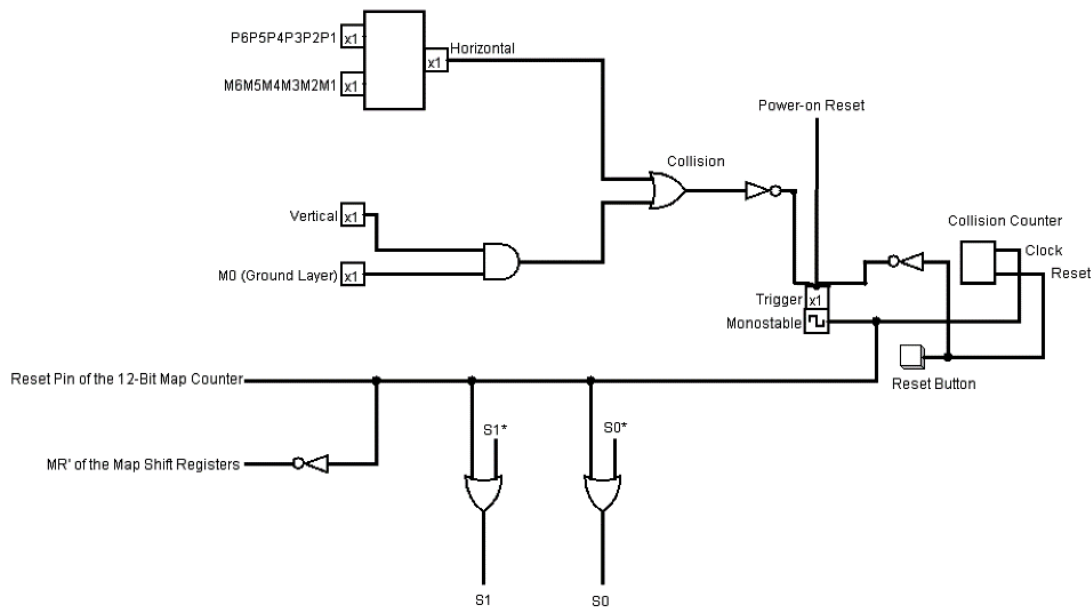 P6P5P4P3P2P1
x1
x1
Horizontal
M6M5M4M3M2M1
x1
Power-on Reset
Collision
Vertical
x1
Collision Counter
Clock
M0 (Ground Layer)
x1
Reset
Trigger
x1
Monostable
Reset Pin of the 12-Bit Map Counter
Reset Button
S1*
S0*
MR' of the Map Shift Registers
S1
S0